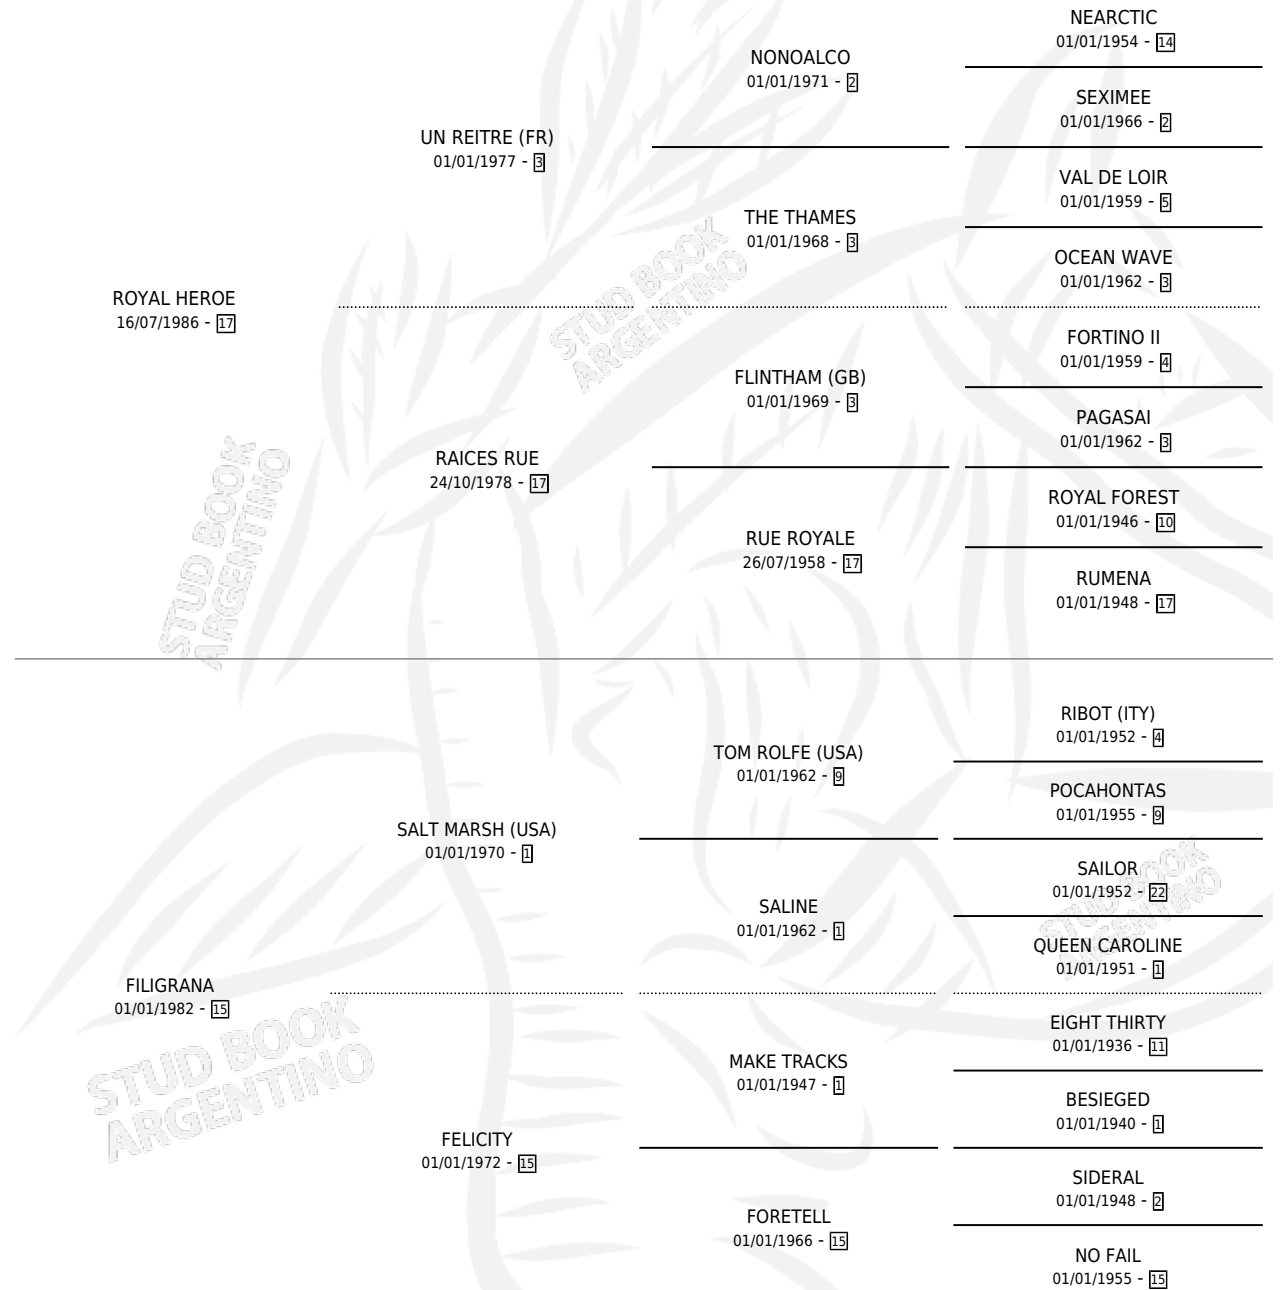 NEARCTIC
01/01/1954 - 14
NONOALCO
01/01/1971 - 2
SEXIMEE
01/01/1966 - 2
UN REITRE (FR)
01/01/1977 - 3
VAL DE LOIR
01/01/1959 - 5
THE THAMES
01/01/1968 - 3
OCEAN WAVE
01/01/1962 - 3
ROYAL HEROE
16/07/1986 - 17
FORTINO II
01/01/1959 - 4
FLINTHAM (GB)
01/01/1969 - 3
PAGASAI
01/01/1962 - 3
RAICES RUE
24/10/1978 - 17
ROYAL FOREST
01/01/1946 - 10
RUE ROYALE
26/07/1958 - 17
RUMENA
01/01/1948 - 17
RIBOT (ITY)
01/01/1952 - 4
TOM ROLFE (USA)
01/01/1962 - 9
POCAHONTAS
01/01/1955 - 9
SALT MARSH (USA)
01/01/1970 - 1
SAILOR
01/01/1952 - 22
SALINE
01/01/1962 - 1
QUEEN CAROLINE
01/01/1951 - 1
FILIGRANA
01/01/1982 - 15
EIGHT THIRTY
01/01/1936 - 11
MAKE TRACKS
01/01/1947 - 1
BESIEGED
01/01/1940 - 1
FELICITY
01/01/1972 - 15
SIDERAL
01/01/1948 - 2
FORETELL
01/01/1966 - 15
NO FAIL
01/01/1955 - 15
STUD BOOK
ARGENTINO
STUD BOOK
ARGENTINO
STUD BOOK
ARGENTINO
STUD BOOK
ARGENTINO